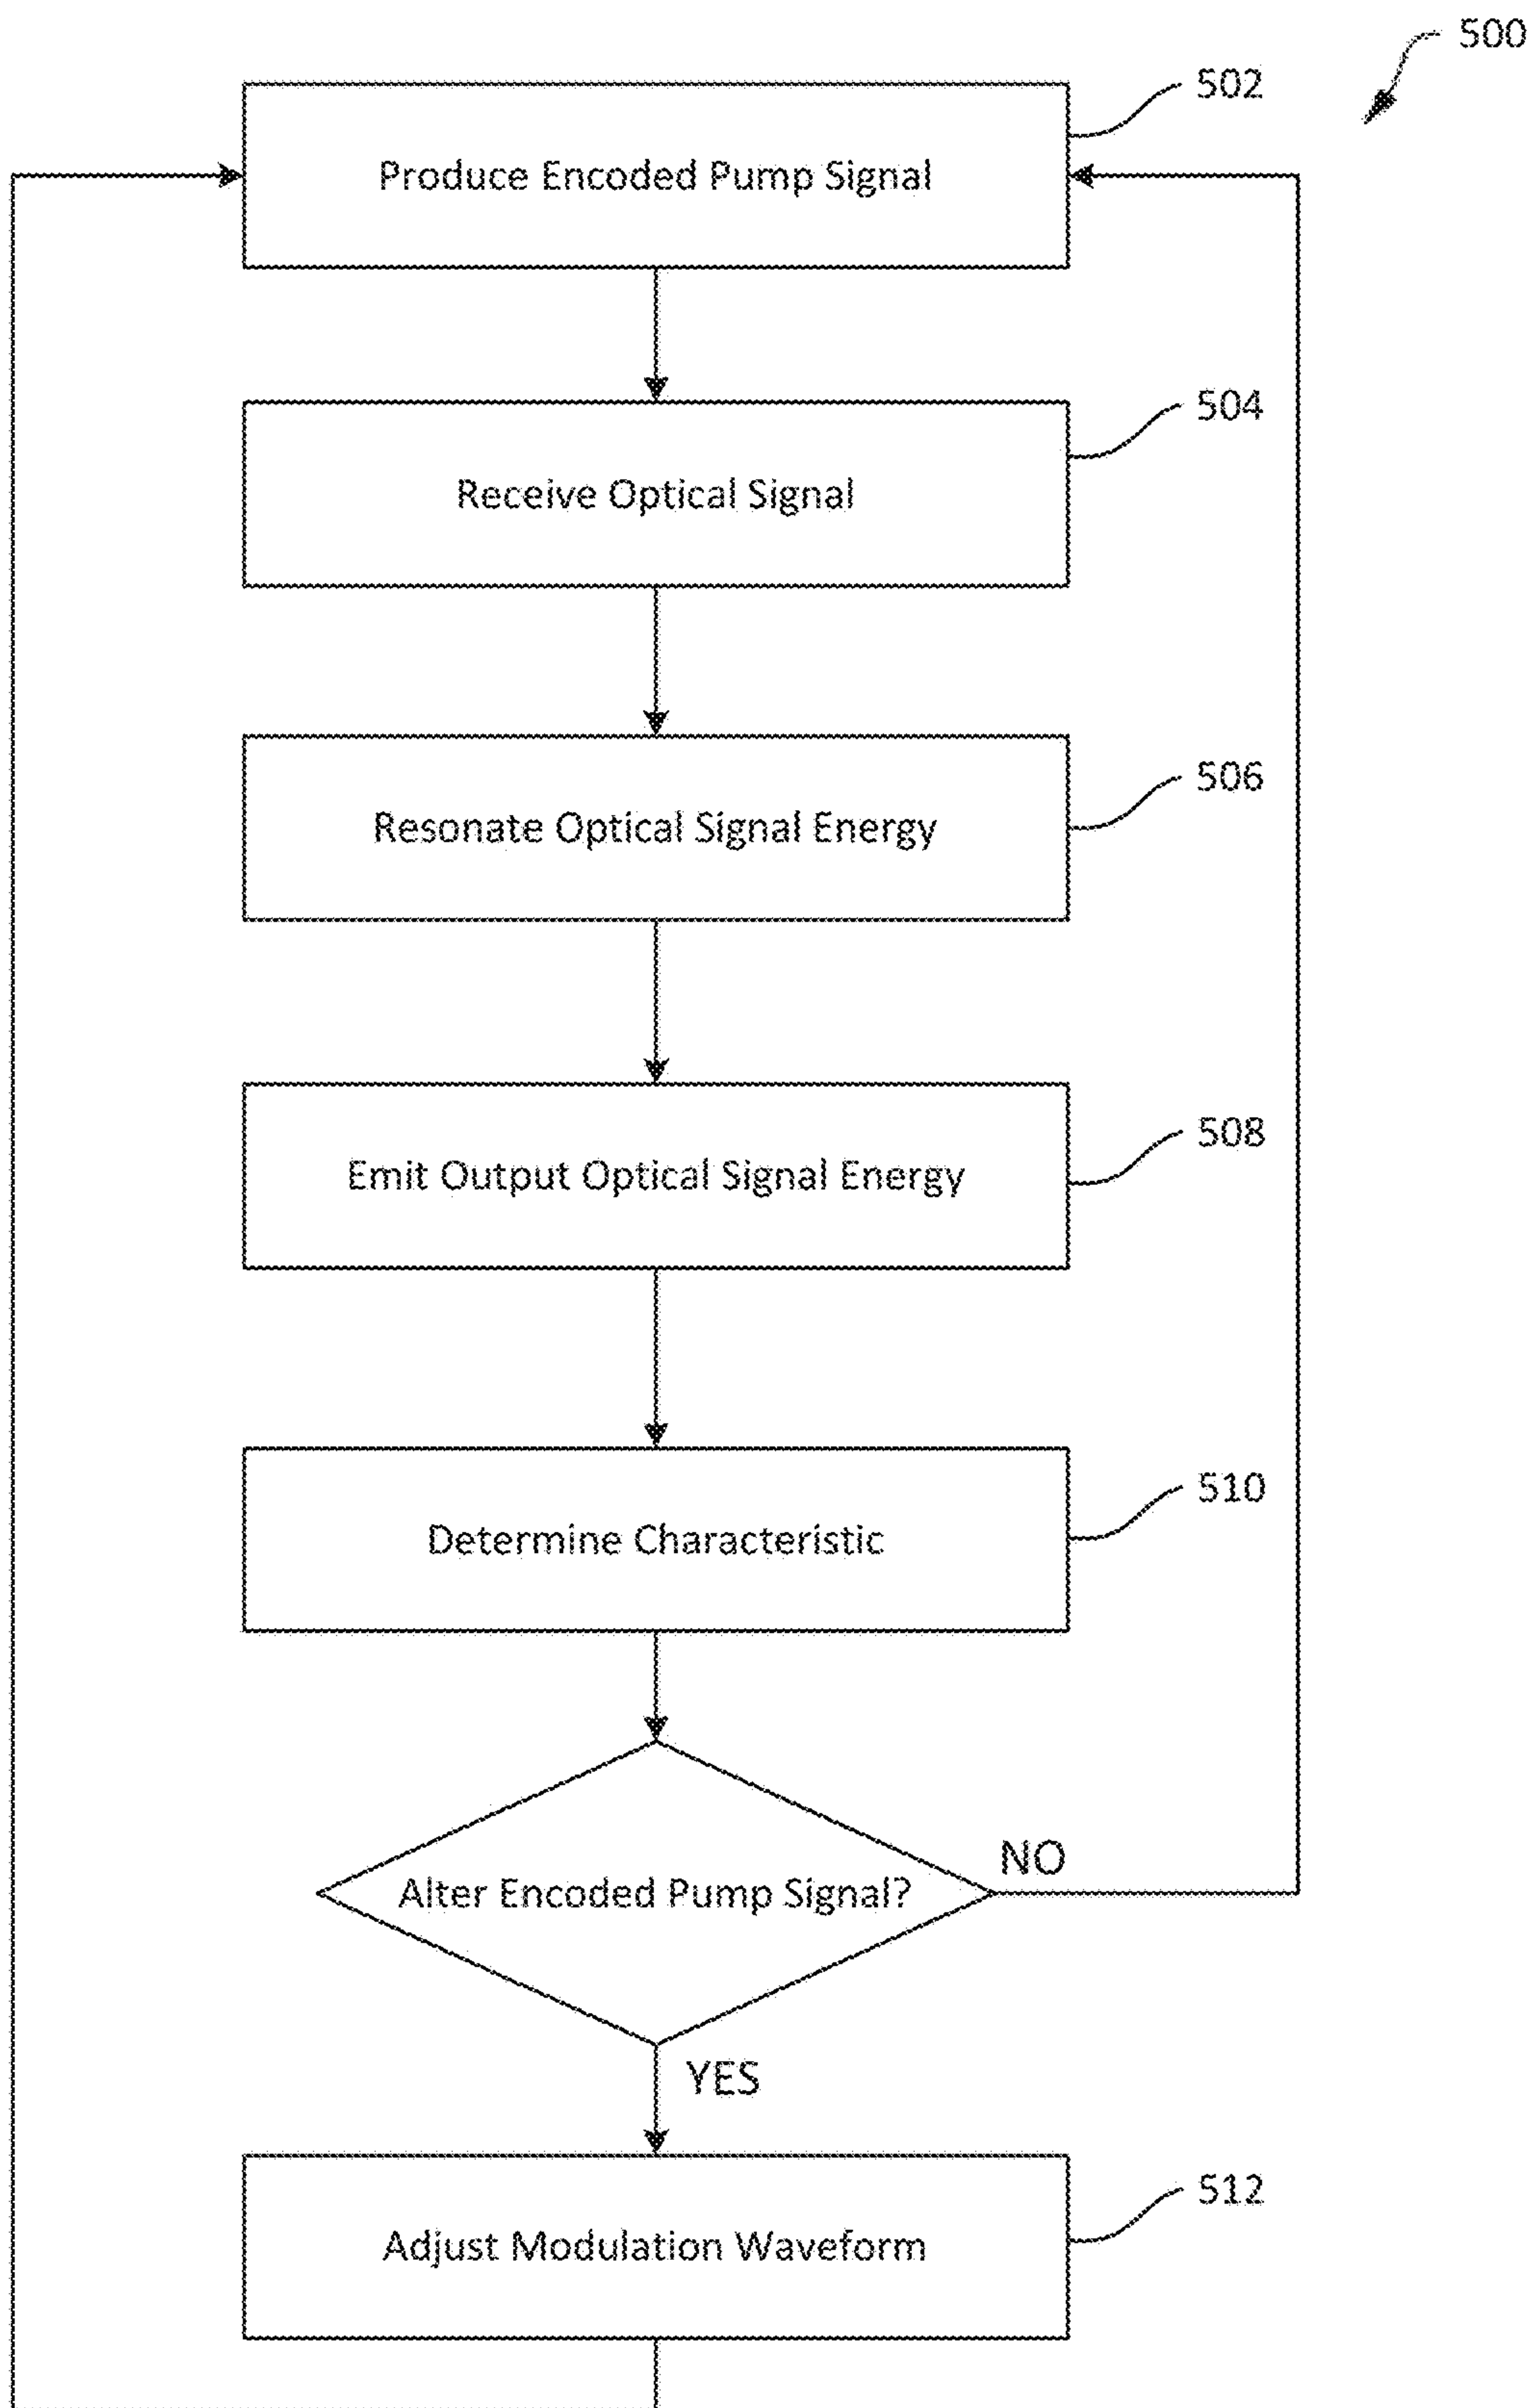 500
502
Produce Encoded Pump Signal
504
Receive Optical Signal
506
Resonate Optical Signal Energy
508
Emit Output Optical Signal Energy
510
Determine Characteristic
NO
Alter Encoded Pump Signal?
YES
512
Adjust Modulation Waveform